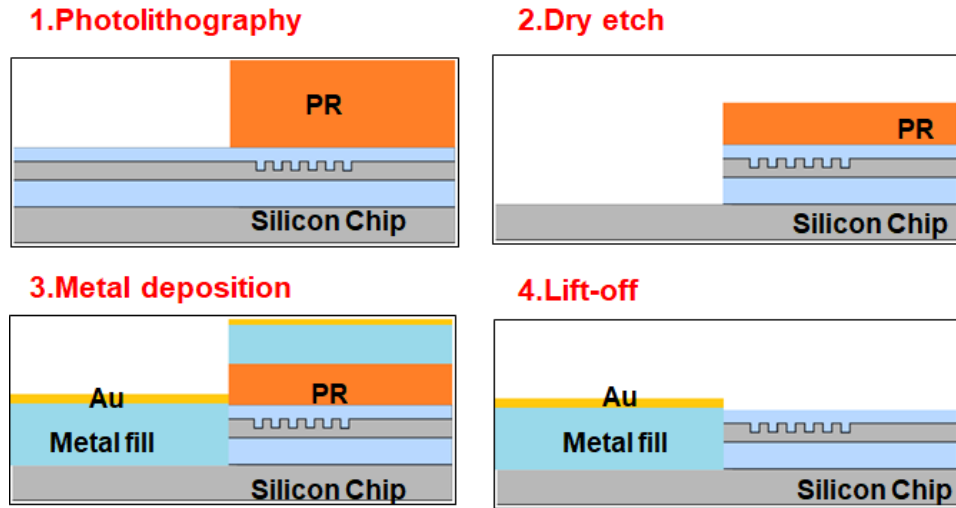 1.Photolithography
2.Dry etch
PR
Silicon Chip
PR
Silicon Chip
3.Metal deposition
4.Lift-off
Au
PR
Metal fill
Silicon Chip
Au
Metal fill
Silicon Chip